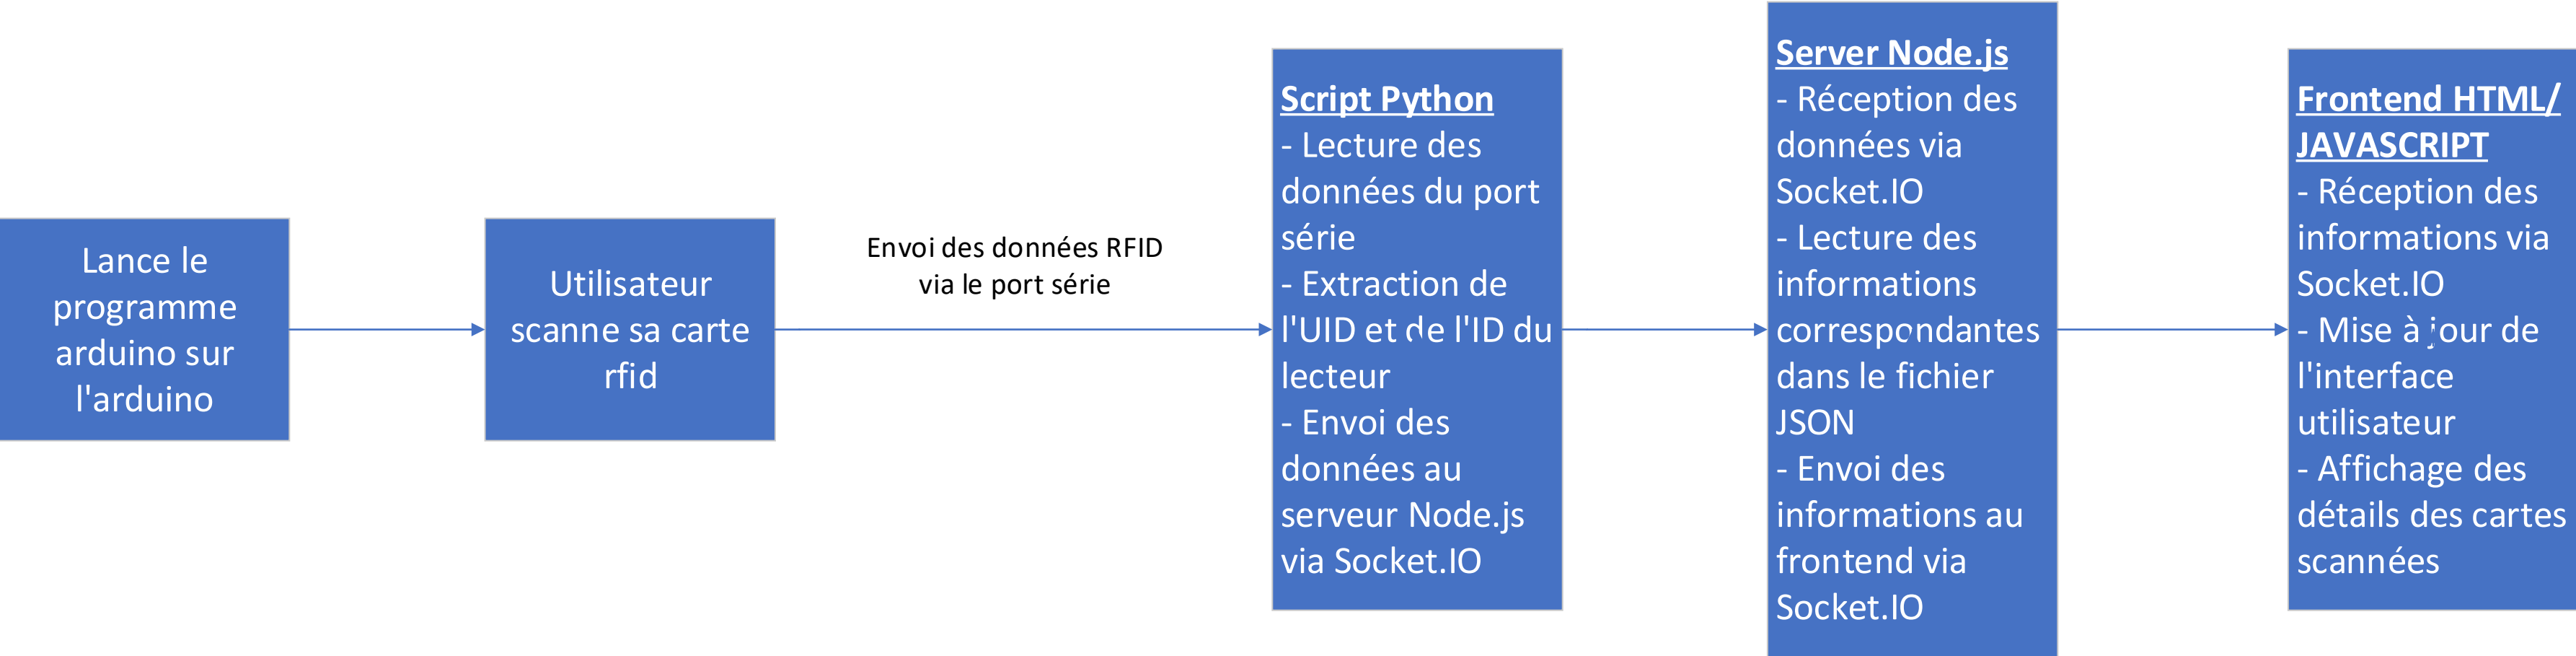 Lance le
programme
arduino sur
l'arduino
Utilisateur
scanne sa carte
rfid
Envoi des données RFID
via le port série
Script Python
- Lecture des
données du port
série
- Extraction de
l'UID et de l'ID du
lecteur
- Envoi des
données au
serveur Node.js
via Socket.IO
Server Node.js
- Réception des
données via
Socket.IO
- Lecture des
informations
correspondantes
dans le fichier
JSON
- Envoi des
informations au
frontend via
Socket.IO
Frontend HTML/
JAVASCRIPT
- Réception des
informations via
Socket.IO
- Mise à jour de
l'interface
utilisateur
- Affichage des
détails des cartes
scannées